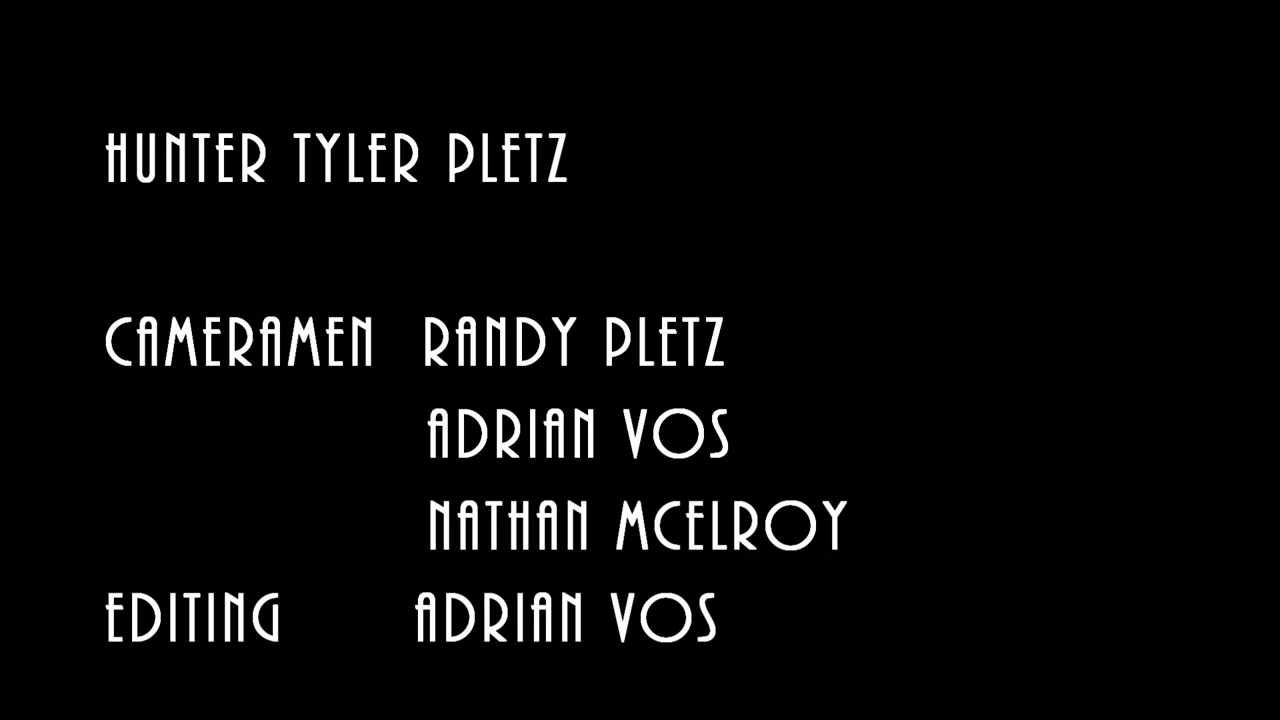 HUNTER TYLER PLETZ
CAMERAMEN RANDY PLETZ
ADRIAN VOS
NATHAN MCELROY
EDITING ADRIAN VOS